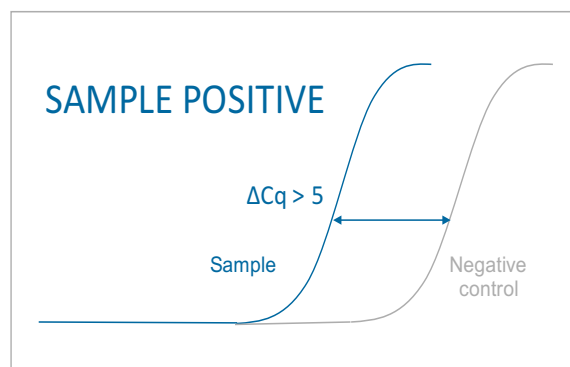 SAMPLE POSITIVE
ΔCq > 5
Sample
Negative
control